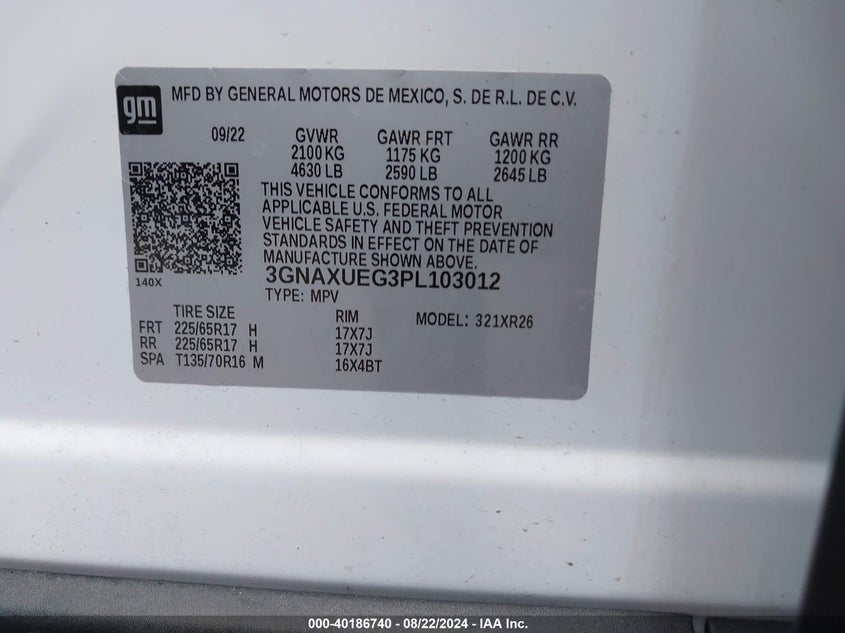 gm
MFD BY GENERAL MOTORS DE MEXICO, S. DE R.L. DE C.V.
09/22 GVWR GAWR FRT GAWR RR
2100 KG 1175 KG 1200 KG
4630 LB 2590 LB 2645 LB
THIS VEHICLE CONFORMS TO ALL
APPLICABLE U.S. FEDERAL MOTOR
VEHICLE SAFETY AND THEFT PREVENTION
STANDARDS IN EFFECT ON THE DATE OF
MANUFACTURE SHOWN ABOVE.
140X
3GNAXUEG3PL103012
TYPE: MPV
TIRE SIZE RIM MODEL: 321XR26
FRT 225/65R17 H 17X7J
RR 225/65R17 H 17X7J
SPA T135/70R16 M 16X4BT
000-40186740 - 08/22/2024 - IAA Inc.